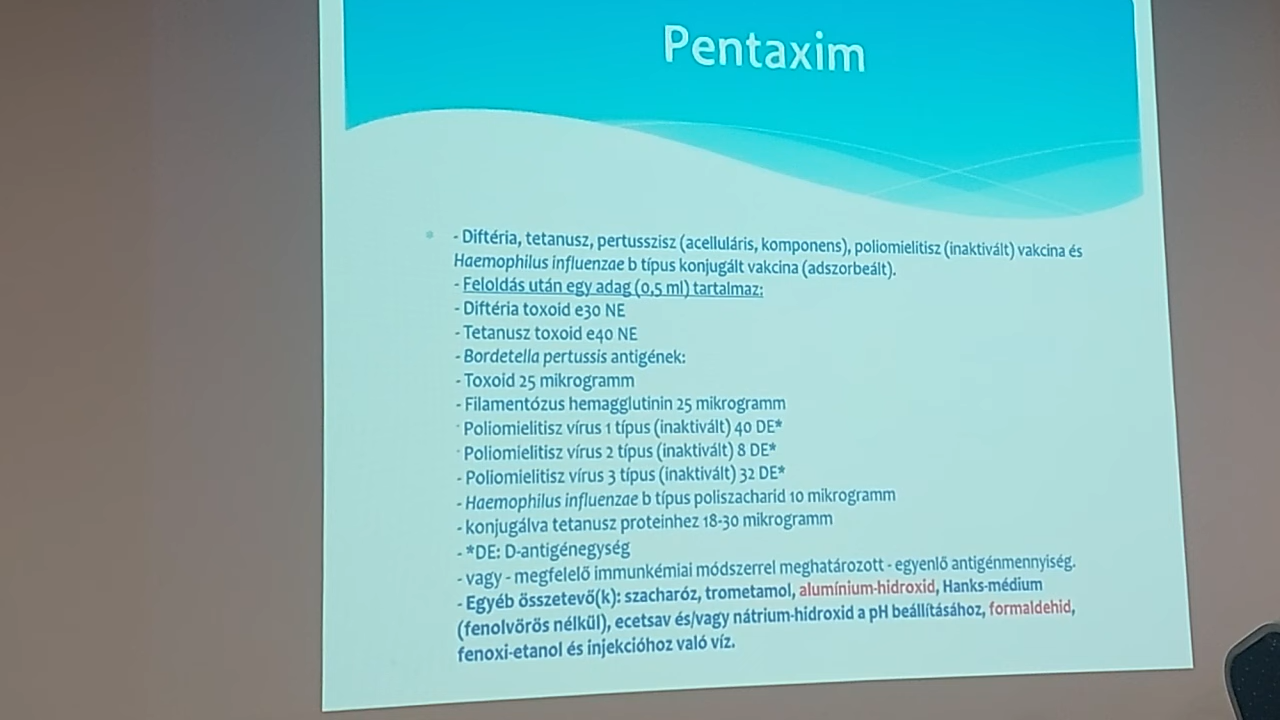 Pentaxim
- Diftéria, tetanusz, pertusszisz (acelluláris, komponens), poliomielitisz (inaktivált) vakcina és
Haemophilus influenzae b típus konjugált vakcina (adszorbeált).
- Feloldás után egy adag (0,5 ml) tartalmaz:
- Diftéria toxoid e30 NE
- Tetanusz toxoid e40 NE
- Bordetella pertussis antigének:
- Toxoid 25 mikrogramm
- Filamentózus hemagglutinin 25 mikrogramm
- Poliomielitisz vírus 1 típus (inaktivált) 40 DE*
- Poliomielitisz vírus 2 típus (inaktivált) 8 DE*
- Poliomielitisz vírus 3 típus (inaktivált) 32 DE*
- Haemophilus influenzae b típus poliszacharid 10 mikrogramm
- konjugálva tetanusz proteinhez 18-30 mikrogramm
- *DE: D-antigénegység
- vagy - megfelelő immunkémiai módszerrel meghatározott - egyenlő antigénmennyiség.
- Egyéb összetevő(k): szacharóz, trometamol, alumínium-hidroxid, Hanks-médium
(fenolvörös nélkül), ecetsav és/vagy nátrium-hidroxid a pH beállításához, formaldehid,
fenoxi-etanol és injekcióhoz való víz.